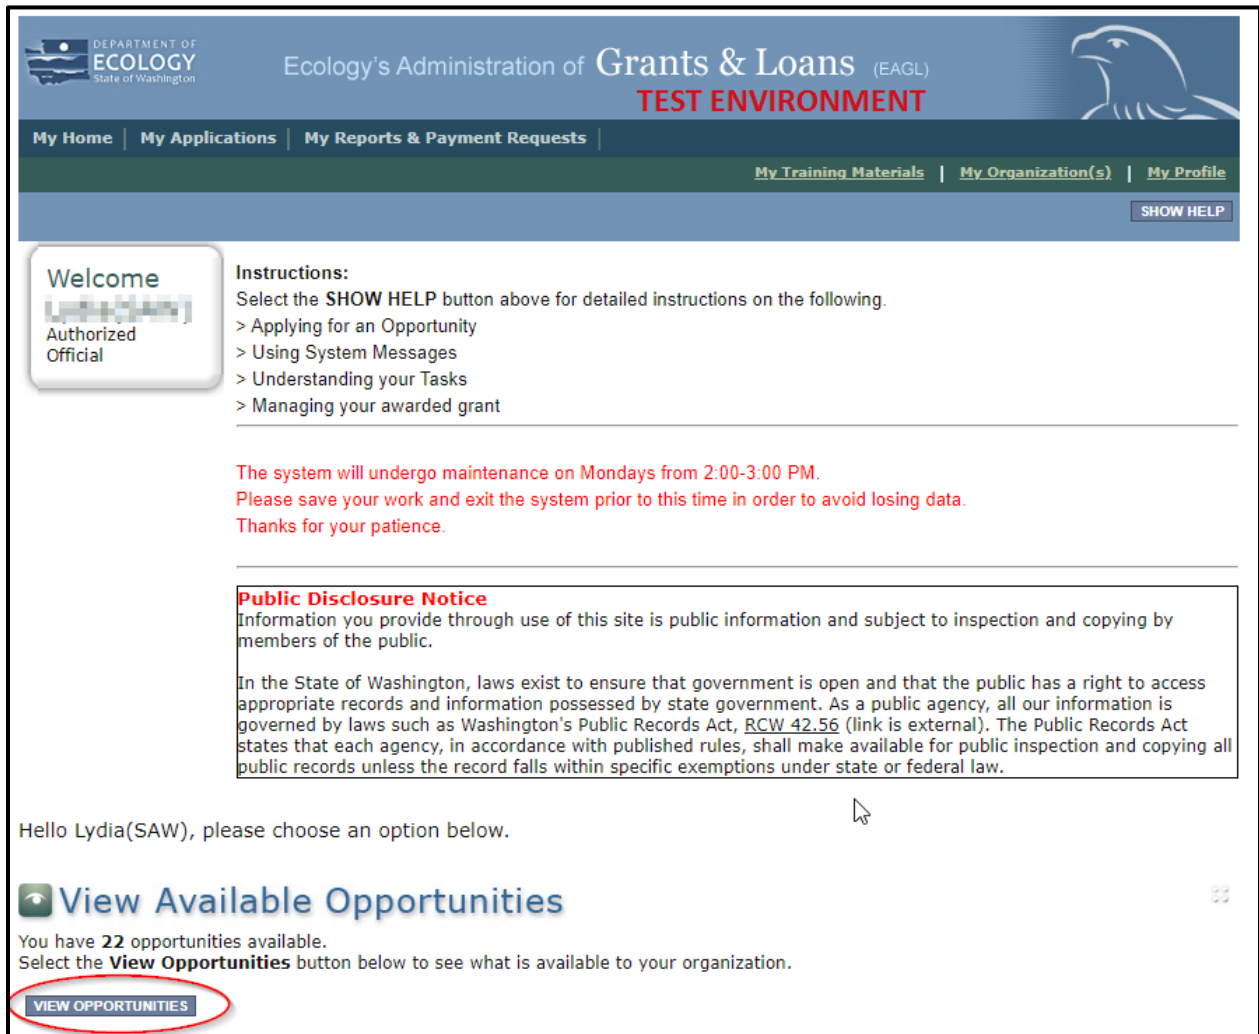 DEPARTMENT OF
ECOLOGY
State of Washington
Ecology's Administration of Grants & Loans (EAGL)
TEST ENVIRONMENT
My Home | My Applications | My Reports & Payment Requests |
My Training Materials | My Organization(s) | My Profile
SHOW HELP
Welcome
Authorized
Official
Instructions:
Select the SHOW HELP button above for detailed instructions on the following.
> Applying for an Opportunity
> Using System Messages
> Understanding your Tasks
> Managing your awarded grant
The system will undergo maintenance on Mondays from 2:00-3:00 PM.
Please save your work and exit the system prior to this time in order to avoid losing data.
Thanks for your patience.
Public Disclosure Notice
Information you provide through use of this site is public information and subject to inspection and copying by
members of the public.
In the State of Washington, laws exist to ensure that government is open and that the public has a right to access
appropriate records and information possessed by state government. As a public agency, all our information is
governed by laws such as Washington's Public Records Act, RCW 42.56 (link is external). The Public Records Act
states that each agency, in accordance with published rules, shall make available for public inspection and copying all
public records unless the record falls within specific exemptions under state or federal law.
Hello Lydia(SAW), please choose an option below.
View Available Opportunities
You have 22 opportunities available.
Select the View Opportunities button below to see what is available to your organization.
VIEW OPPORTUNITIES